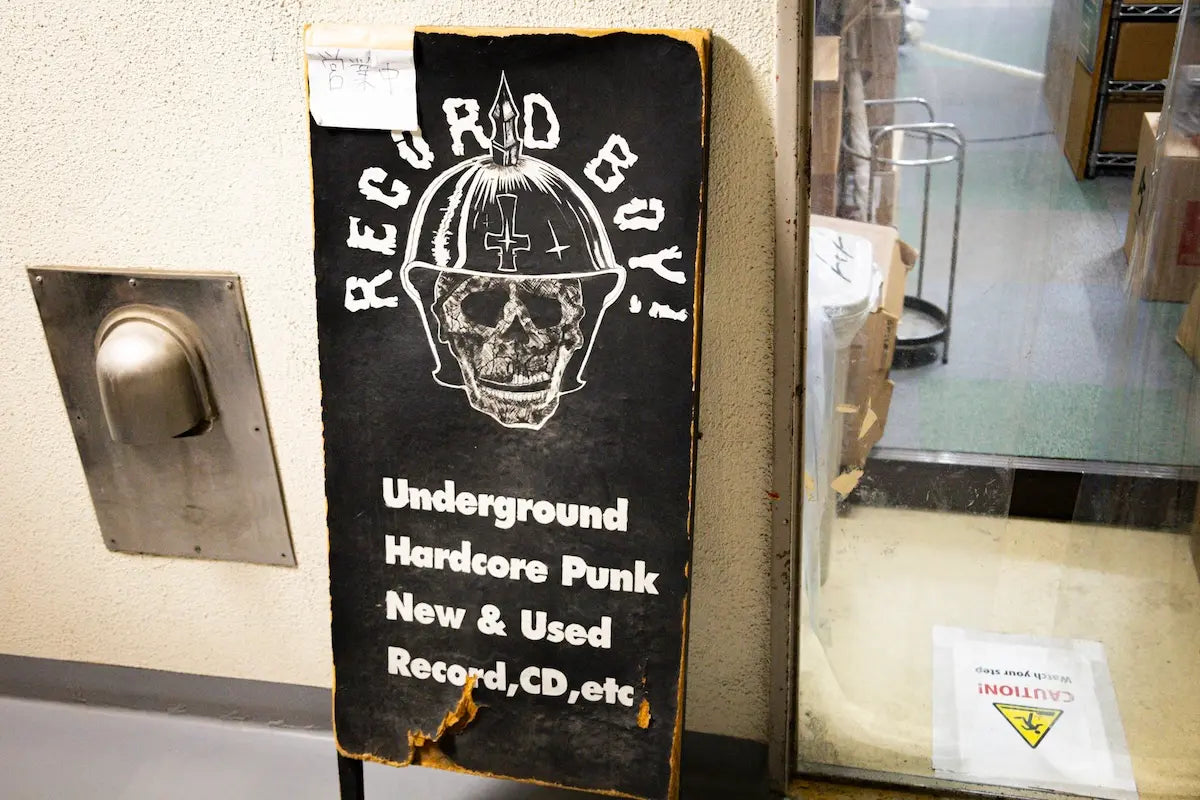 営業中
RECORD BOY!
Underground
Hardcore Punk
New & Used
Record,CD,etc
CAUTION!
Watch your step